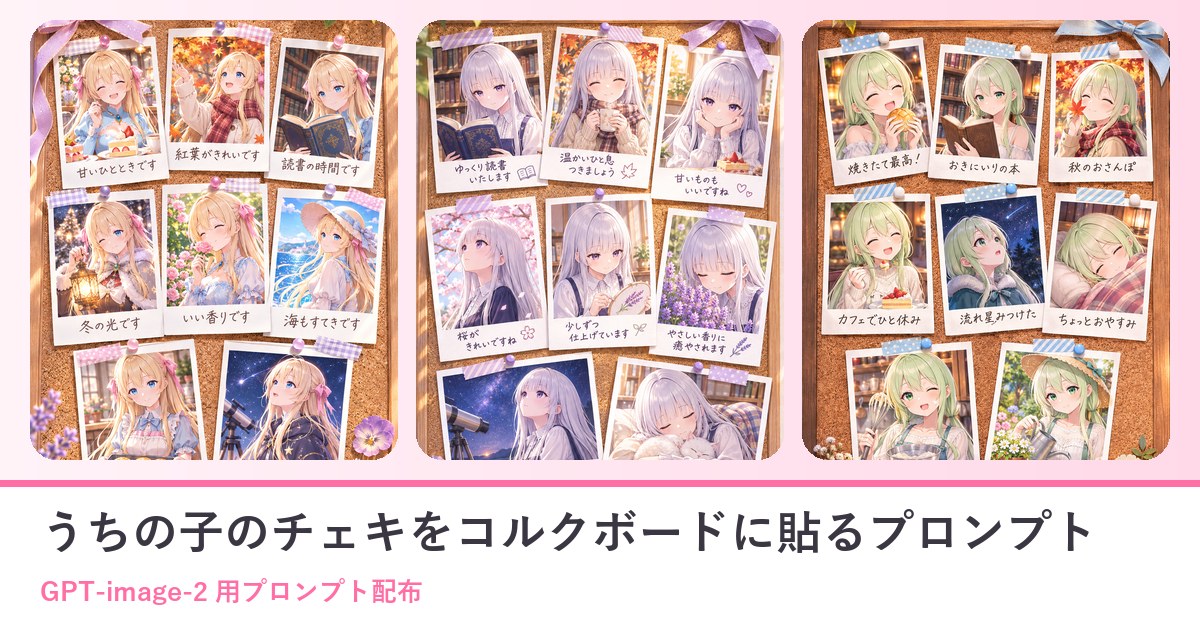 甘いひとときです
紅葉がきれいです
読書の時間です
冬の光です
いい香りです
海もすてきです
ゆっくり読書
いたします
温かいひと息
つきましょう
甘いものも
いいですね
桜が
きれいですね
少しずつ
仕上げています
やさしい香りに
癒やされます
焼きたて最高!
おきにいりの本
秋のおさんぽ
カフェでひと休み
流れ星みつけた
ちょっとおやすみ
うちの子のチェキをコルクボードに貼るプロンプト
GPT-image-2 用プロンプト配布